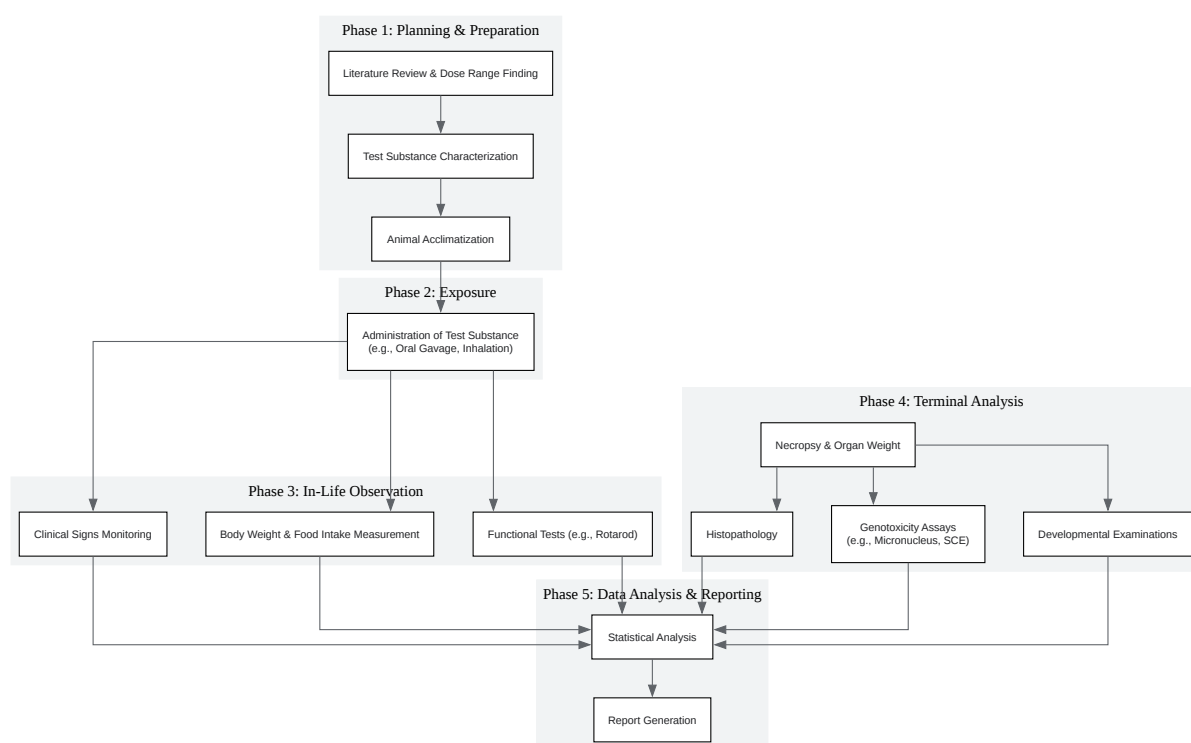 Phase 1: Planning & Preparation
Literature Review & Dose Range Finding
Test Substance Characterization
Animal Acclimatization
Phase 2: Exposure
Administration of Test Substance
(e.g., Oral Gavage, Inhalation)
Phase 3: In-Life Observation
Clinical Signs Monitoring
Body Weight & Food Intake Measurement
Functional Tests (e.g., Rotarod)
Phase 4: Terminal Analysis
Necropsy & Organ Weight
Histopathology
Genotoxicity Assays
(e.g., Micronucleus, SCE)
Developmental Examinations
Phase 5: Data Analysis & Reporting
Statistical Analysis
Report Generation